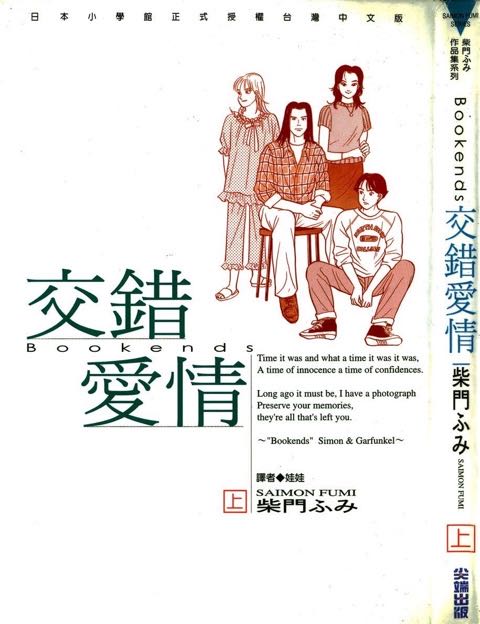 日本小學館正式授權台灣中文版
交錯
Bookends
愛情
Time it was and what a time it was it was,
A time of innocence a time of confidences.
Long ago it must be, I have a photograph
Preserve your memories,
they're all that's left you.
～"Bookends" Simon & Garfunkel～
譯者◆娃娃
上
SAIMON FUMI
柴門ふみ
SAIMON FUMI
SERIES
柴門ふみ
作品集系列
Bookends
交錯愛情
柴門ふみ
SAIMON FUMI
上
尖端出版